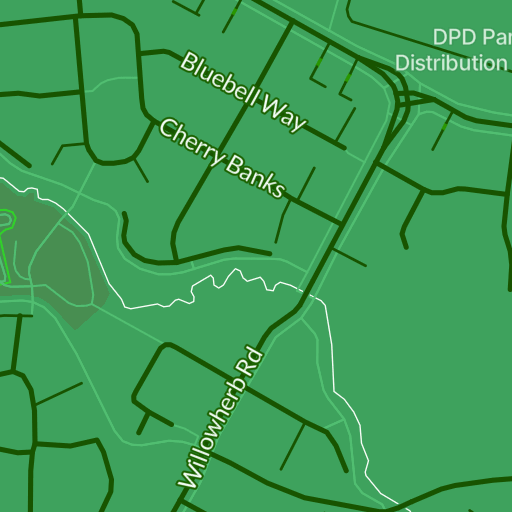 DPD Par
Distribution
Bluebell Way
Cherry Banks
Willowherb Rd